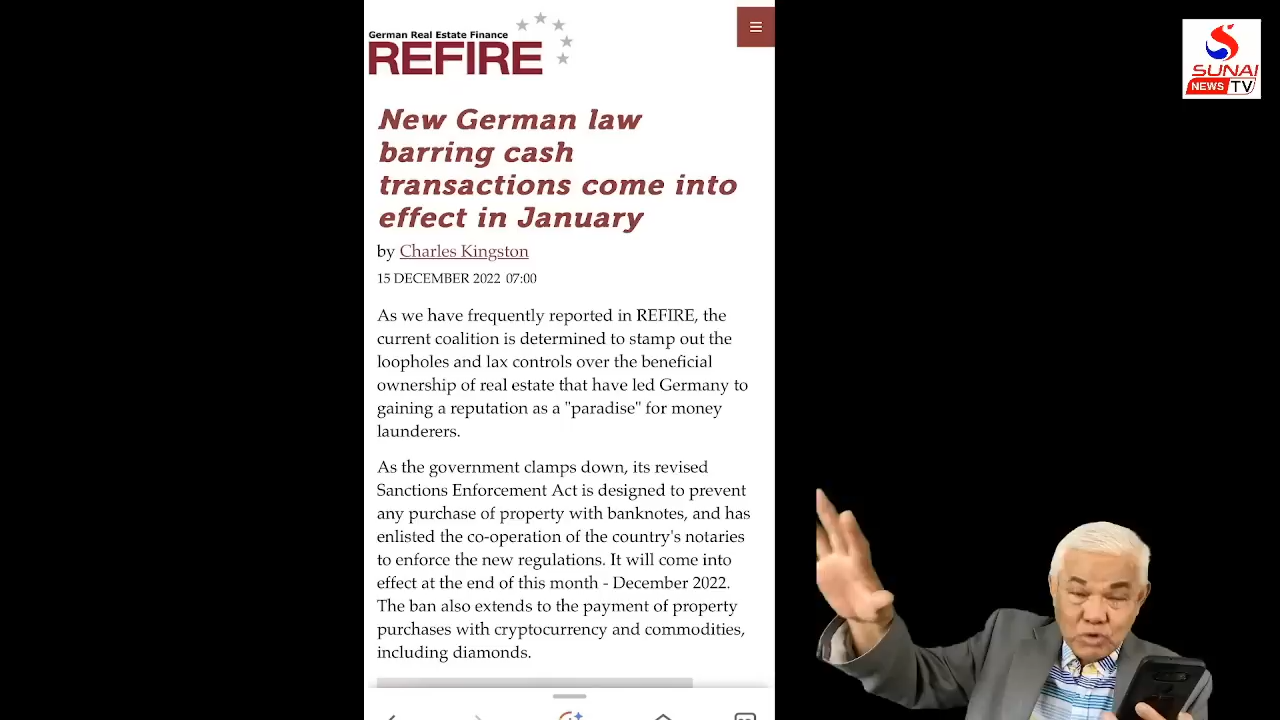 German Real Estate Finance
REFIRE
New German law
barring cash
transactions come into
effect in January
by Charles Kingston
15 DECEMBER 2022 07:00
As we have frequently reported in REFIRE, the
current coalition is determined to stamp out the
loopholes and lax controls over the beneficial
ownership of real estate that have led Germany to
gaining a reputation as a "paradise" for money
launderers.
As the government clamps down, its revised
Sanctions Enforcement Act is designed to prevent
any purchase of property with banknotes, and has
enlisted the co-operation of the country's notaries
to enforce the new regulations. It will come into
effect at the end of this month - December 2022.
The ban also extends to the payment of property
purchases with cryptocurrency and commodities,
including diamonds.
SUNAI
NEWS TV